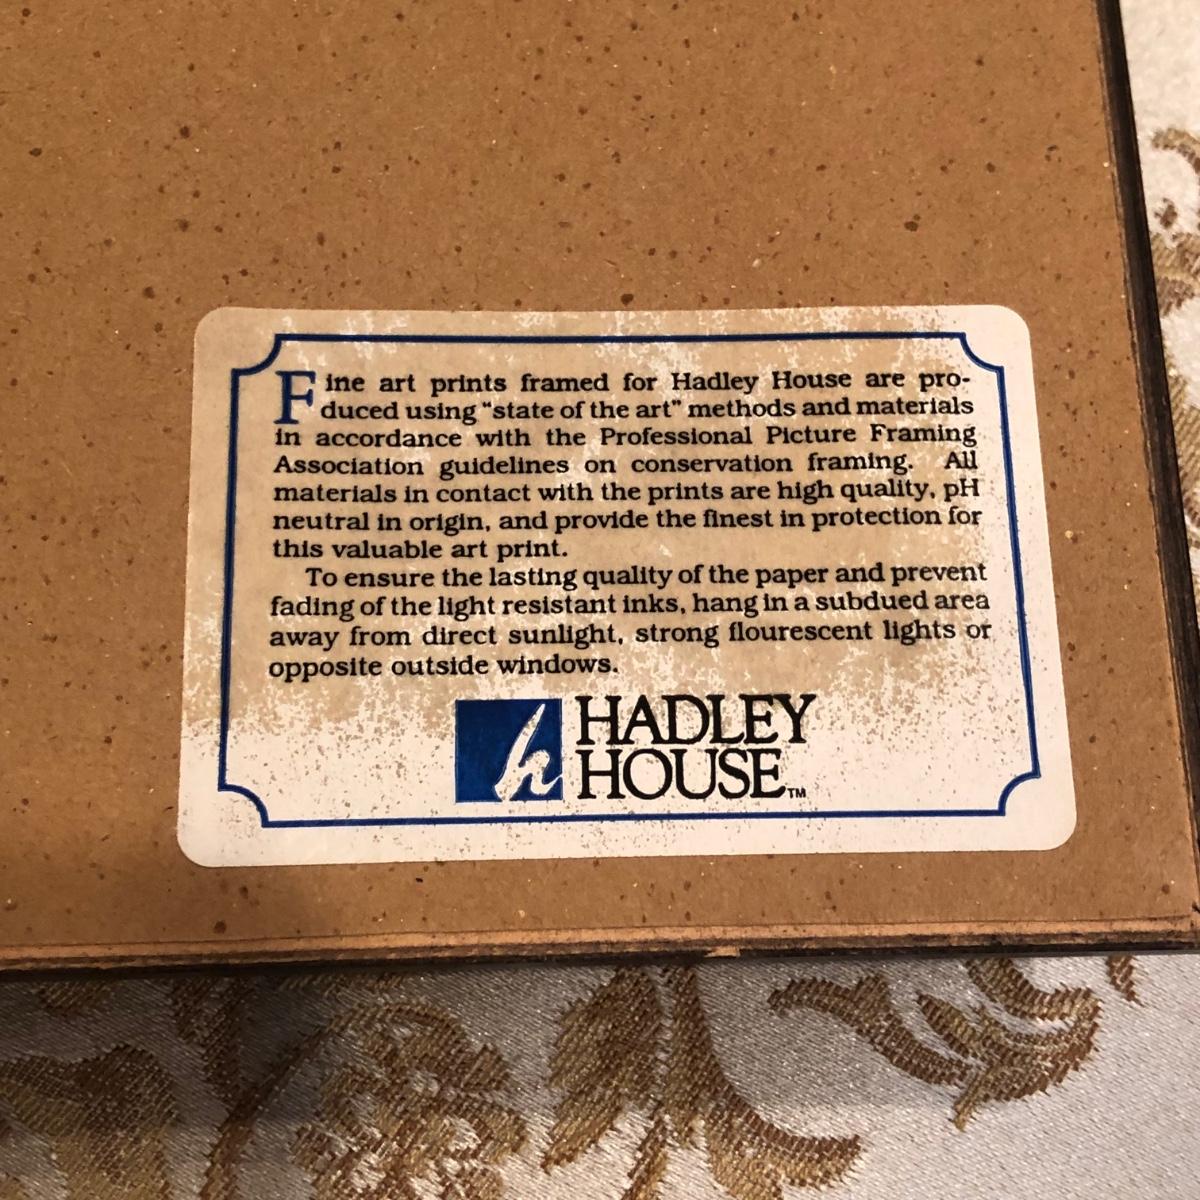 Fine art prints framed for Hadley House are pro-
duced using "state of the art" methods and materials
in accordance with the Professional Picture Framing
Association guidelines on conservation framing. All
materials in contact with the prints are high quality, pH
neutral in origin, and provide the finest in protection for
this valuable art print.
To ensure the lasting quality of the paper and prevent
fading of the light resistant inks, hang in a subdued area
away from direct sunlight, strong flourescent lights or
opposite outside windows.
h HADLEY
HOUSE™